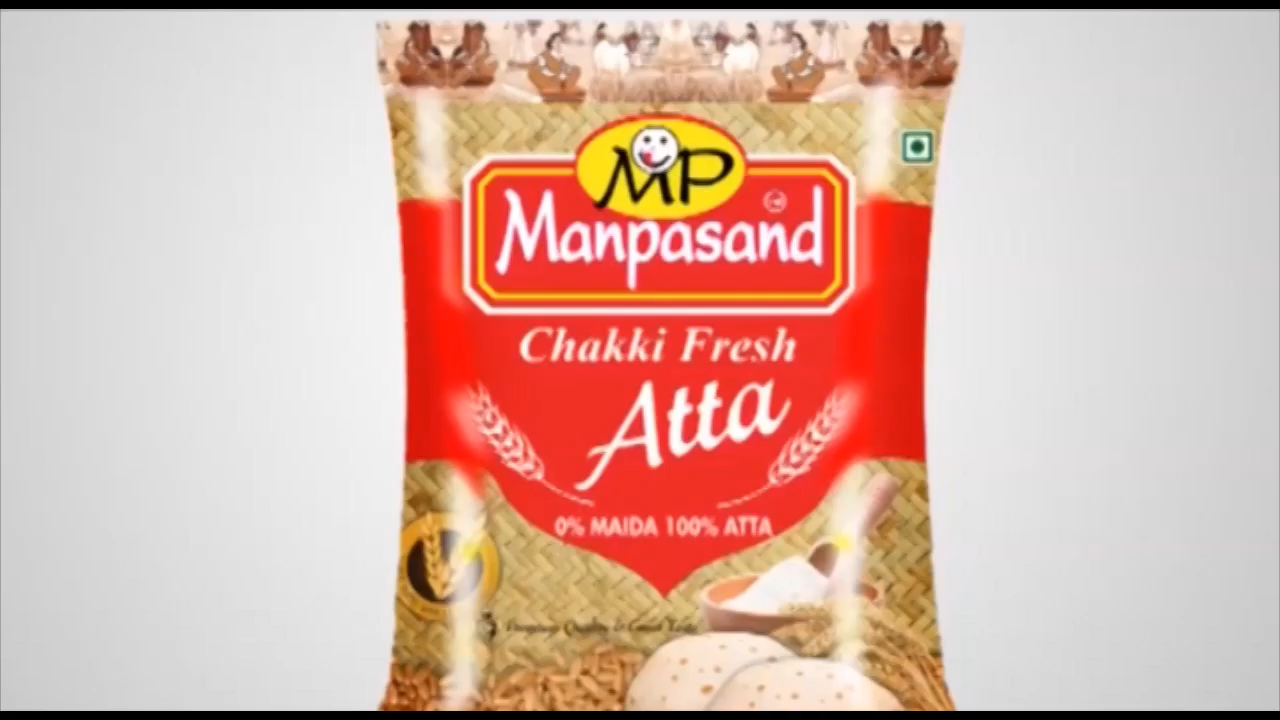 MP
Manpasand
Chakki Fresh
Atta
0% MAIDA 100% ATTA